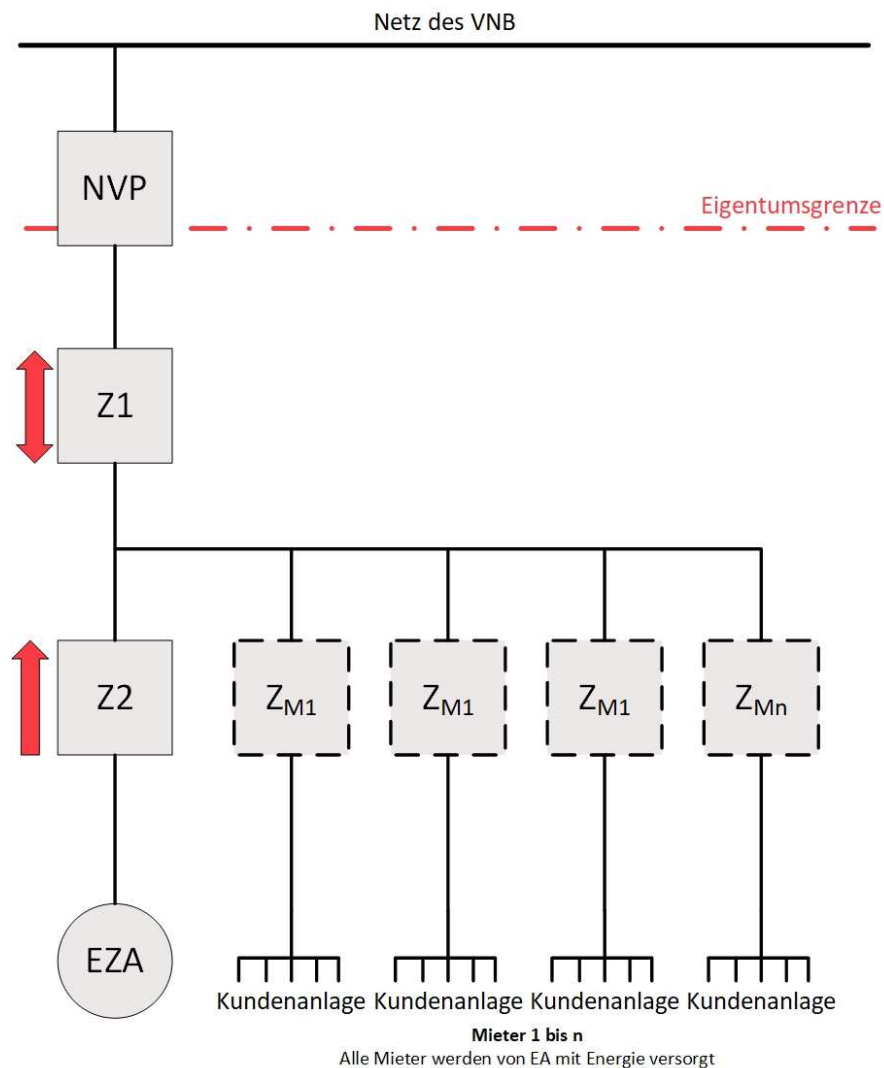 Netz des VNB
NVP
Eigentumsgrenze
Z1
Z2
ZM1
ZM1
ZM1
ZMn
EZA
Kundenanlage
Kundenanlage
Kundenanlage
Kundenanlage
Mieter 1 bis n
Alle Mieter werden von EA mit Energie versorgt